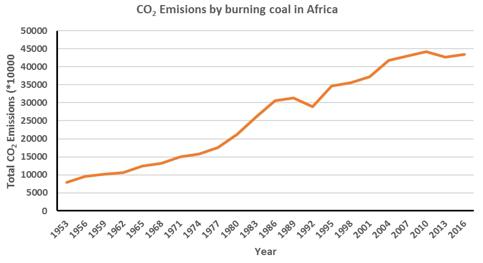 CO₂ Emisions by burning coal in Africa
Total CO₂ Emissions (*10000
50000
45000
40000
35000
30000
25000
20000
15000
10000
5000
0
1953 1956 1959 1962 1965 1968 1971 1974 1977 1980 1983 1986 1989 1992 1995 1998 2001 2004 2007 2010 2013 2016
Year